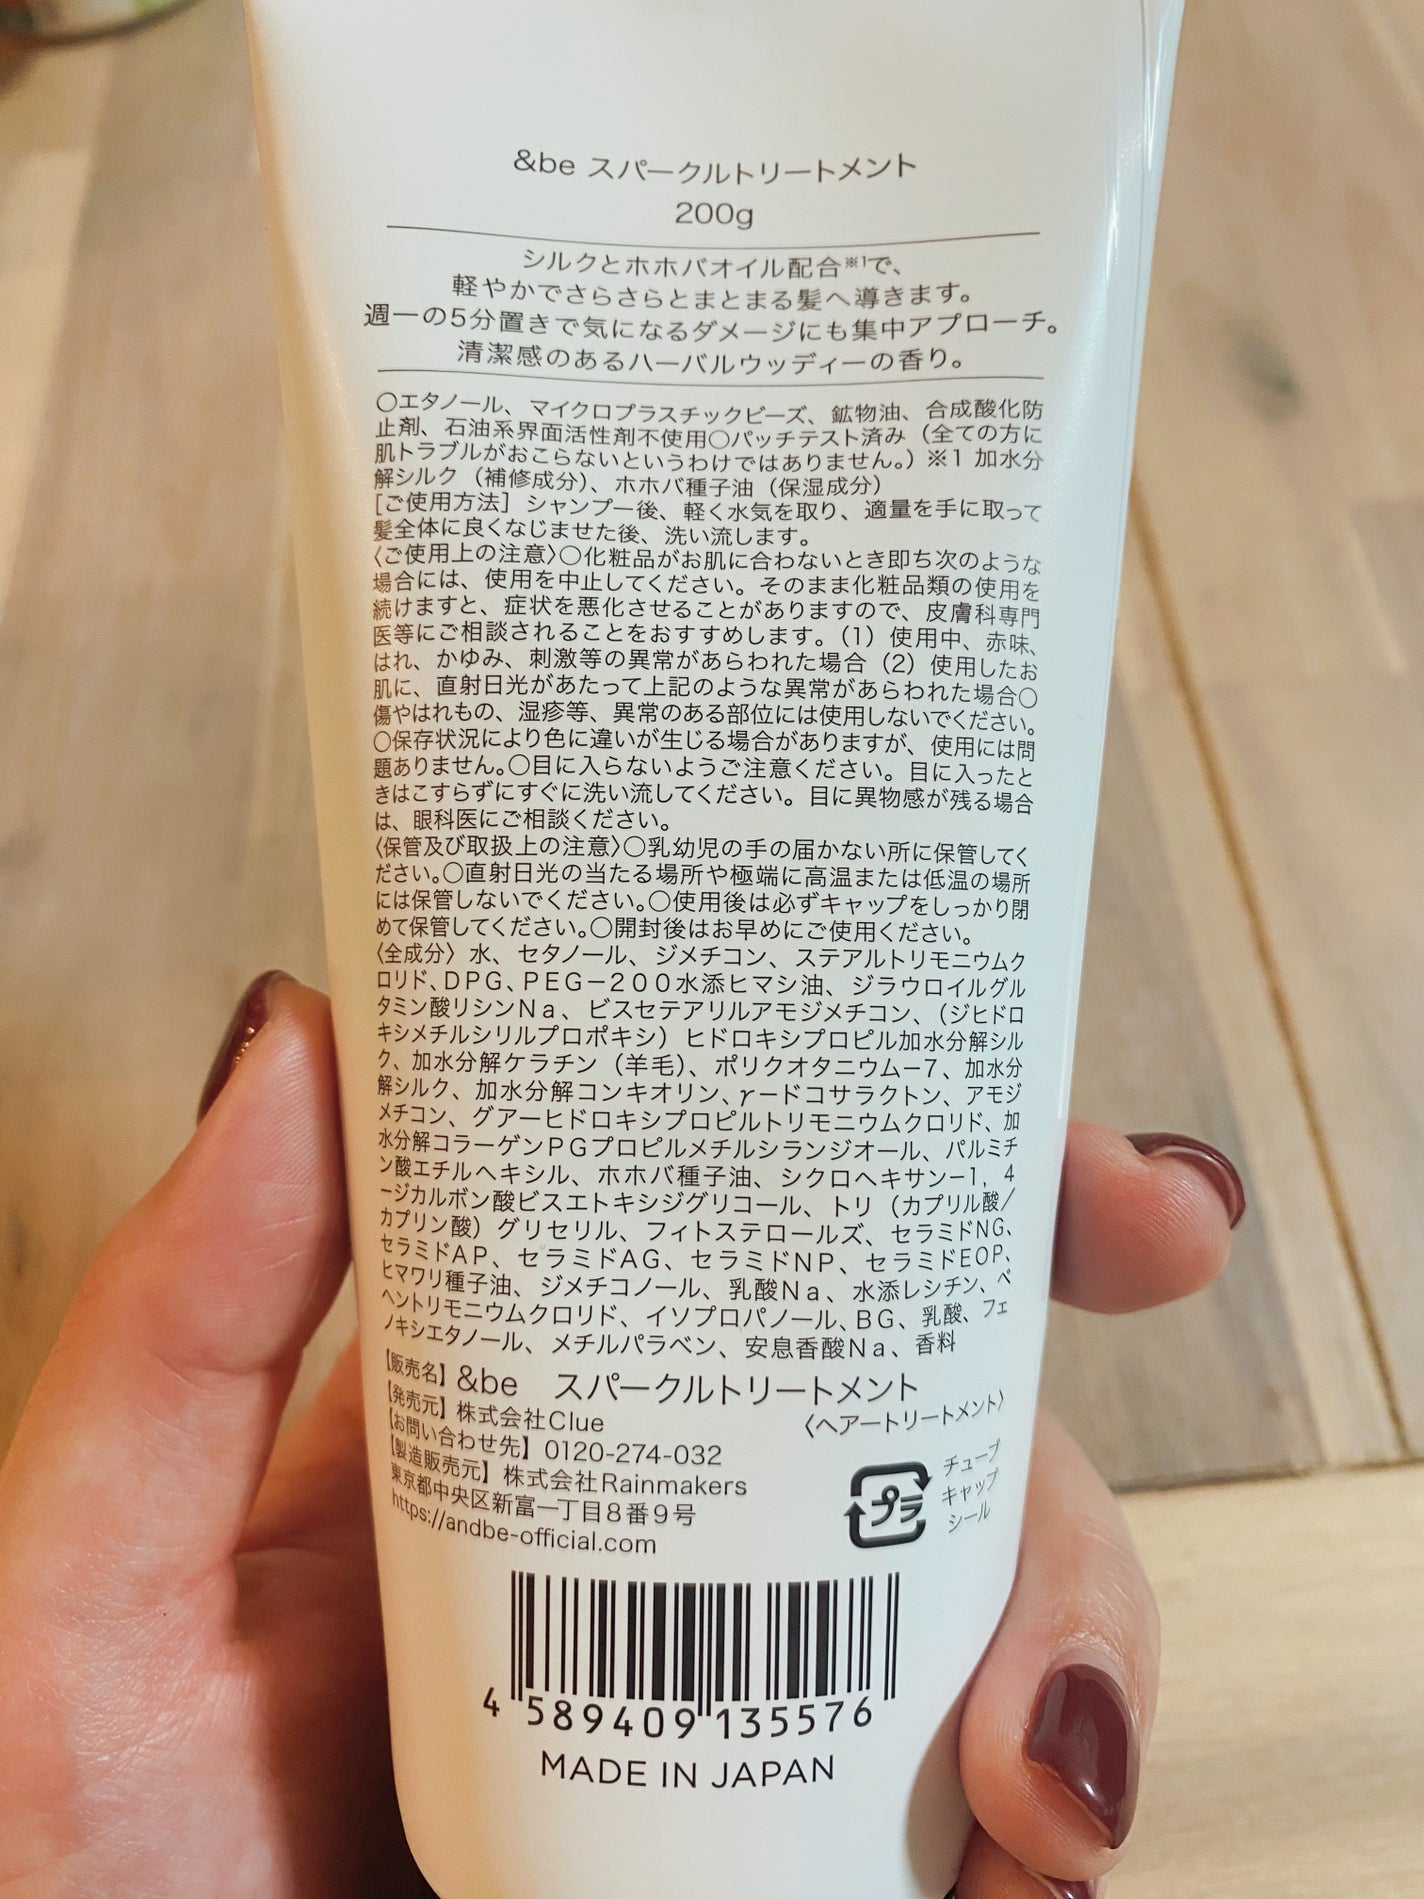 &be スパークルトリートメント
200g
シルクとホホバオイル配合※1で、
軽やかでさらさらとまとまる髪へ導きます。
週一の5分置きで気になるダメージにも集中アプローチ。
清潔感のあるハーバルウッディーの香り。
○エタノール、マイクロプラスチックビーズ、鉱物油、合成酸化防
止剤、石油系界面活性剤不使用○パッチテスト済み（全ての方に
肌トラブルがおこらないというわけではありません。）※1 加水分
解シルク（補修成分）、ホホバ種子油（保湿成分）
［ご使用方法］シャンプー後、軽く水気を取り、適量を手に取って
髪全体に良くなじませた後、洗い流します。
〈ご使用上の注意〉○化粧品がお肌に合わないとき即ち次のような
場合には、使用を中止してください。そのまま化粧品類の使用を
続けますと、症状を悪化させることがありますので、皮膚科専門
医等にご相談されることをおすすめします。（1）使用中、赤味、
はれ、かゆみ、刺激等の異常があらわれた場合（2）使用したお
肌に、直射日光があたって上記のような異常があらわれた場合○
傷やはれもの、湿疹等、異常のある部位には使用しないでください。
○保存状況により色に違いが生じる場合がありますが、使用には問
題ありません。○目に入らないようご注意ください。目に入ったと
きはこすらずにすぐに洗い流してください。目に異物感が残る場合
は、眼科医にご相談ください。
〈保管及び取扱上の注意〉○乳幼児の手の届かない所に保管してく
ださい。○直射日光の当たる場所や極端に高温または低温の場所
には保管しないでください。○使用後は必ずキャップをしっかり閉
めて保管してください。○開封後はお早めにご使用ください。
〈全成分〉水、セタノール、ジメチコン、ステアルトリモニウムク
ロリド、DPG、PEG－200水添ヒマシ油、ジラウロイルグル
タミン酸リシンNa、ビスセテアリルアモジメチコン、（ジヒドロ
キシメチルシリルプロポキシ）ヒドロキシプロピル加水分解シル
ク、加水分解ケラチン（羊毛）、ポリクオタニウム－7、加水分
解シルク、加水分解コンキオリン、γ－ドコサラクトン、アモジ
メチコン、グアーヒドロキシプロピルトリモニウムクロリド、加
水分解コラーゲンPGプロピルメチルシランジオール、パルミチ
ン酸エチルヘキシル、ホホバ種子油、シクロヘキサン－1，4
－ジカルボン酸ビスエトキシジグリコール、トリ（カプリル酸／
カプリン酸）グリセリル、フィトステロールズ、セラミドNG、
セラミドAP、セラミドAG、セラミドNP、セラミドEOP、
ヒマワリ種子油、ジメチコノール、乳酸Na、水添レシチン、ベ
ヘントリモニウムクロリド、イソプロパノール、BG、乳酸、フェ
ノキシエタノール、メチルパラベン、安息香酸Na、香料
【販売名】&be　スパークルトリートメント
〈ヘアートリートメント〉
【発売元】株式会社Clue
【お問い合わせ先】0120-274-032
【製造販売元】株式会社Rainmakers
東京都中央区新富一丁目8番9号
https://andbe-official.com
プラ
チューブ
キャップ
シール
4 589409 135576
MADE IN JAPAN